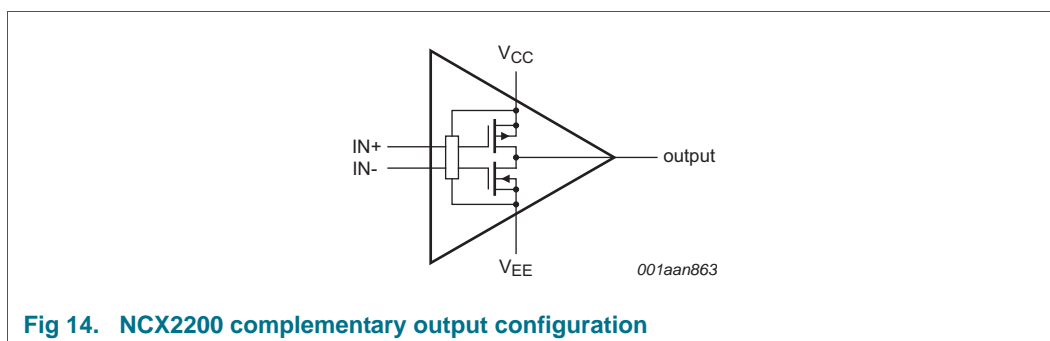 VCC
IN+
IN-
output
VEE
001aan863
Fig 14. NCX2200 complementary output configuration